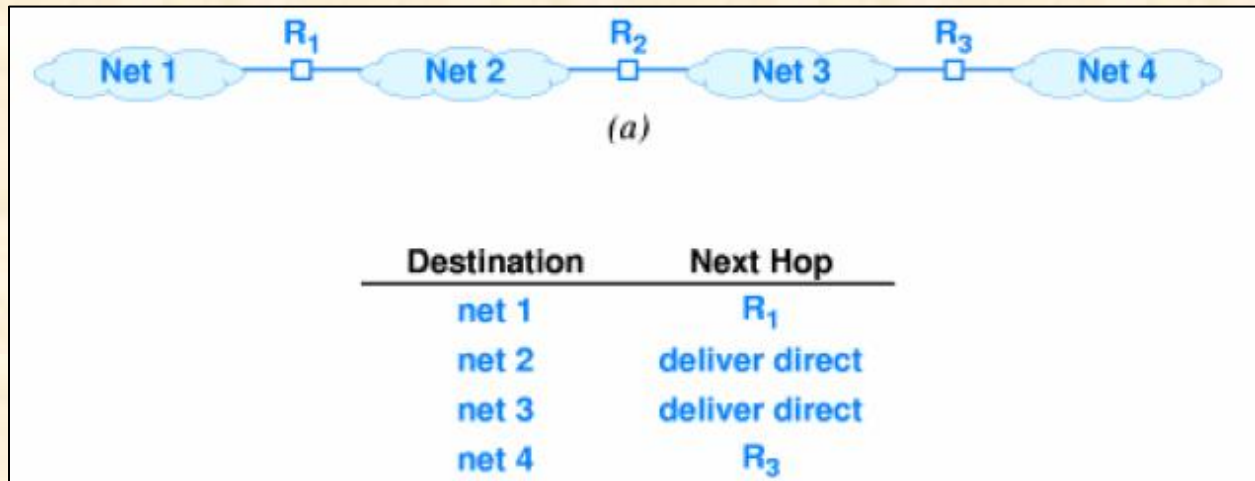 R1 R2 R3
Net 1 Net 2 Net 3 Net 4
(a)
Destination Next Hop
net 1 R1
net 2 deliver direct
net 3 deliver direct
net 4 R3